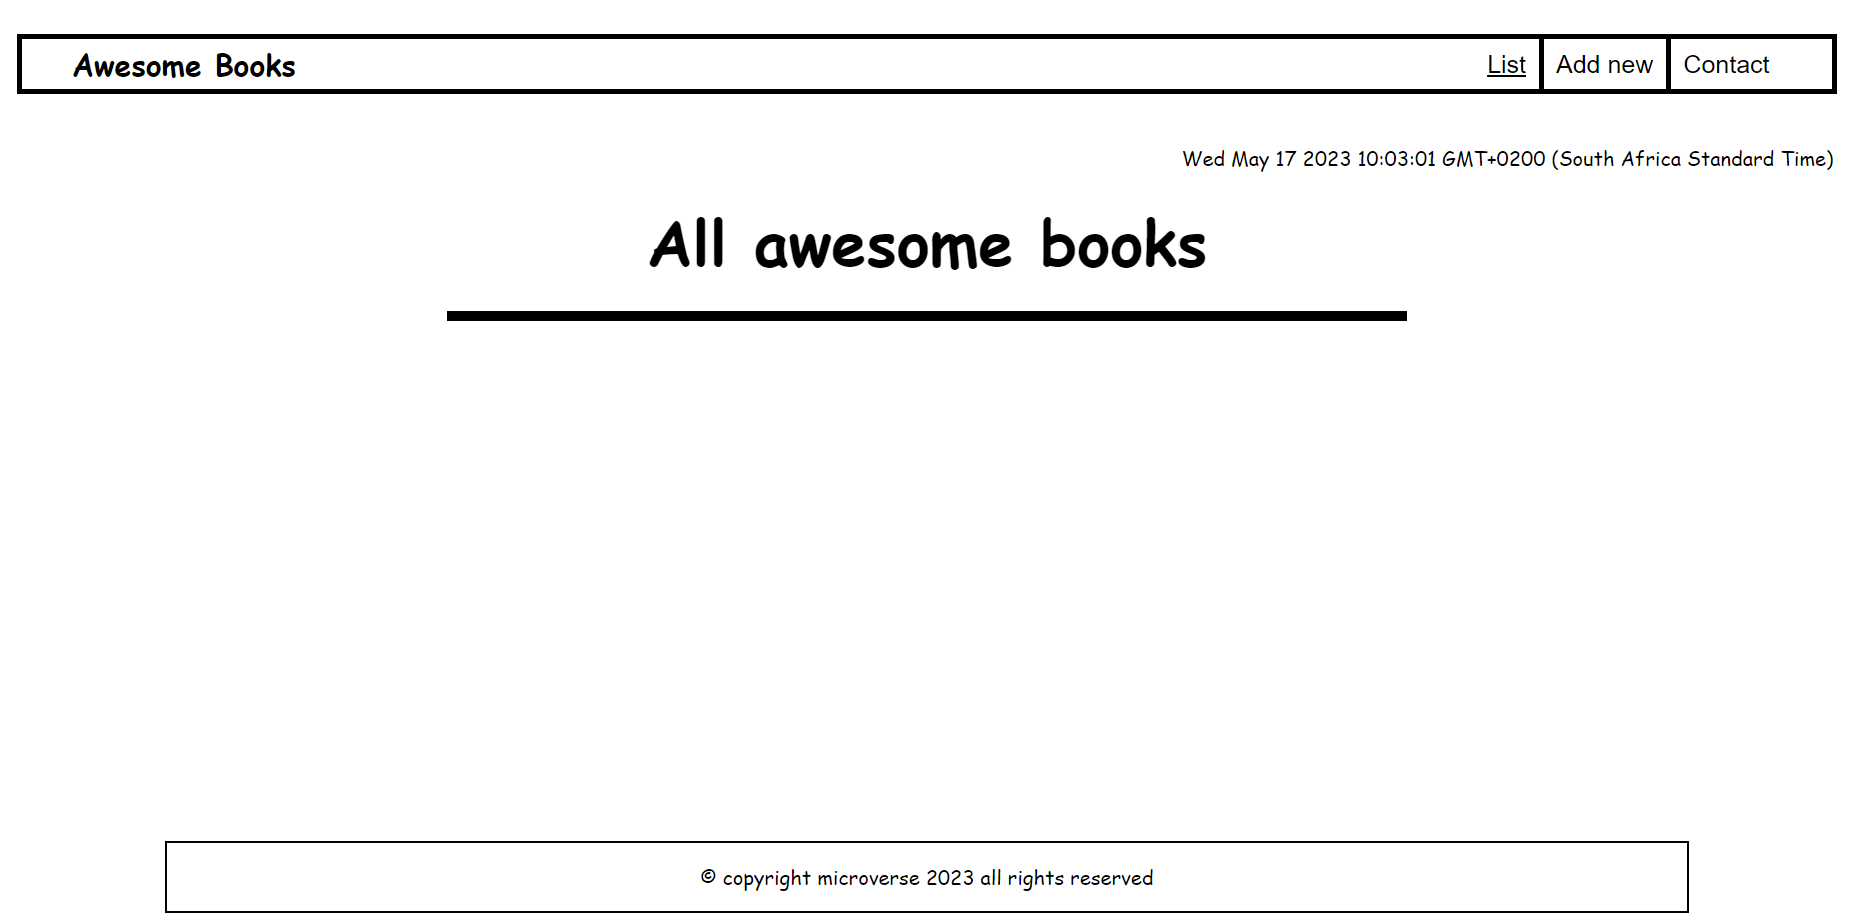 Awesome Books List Add new Contact
Wed May 17 2023 10:03:01 GMT+0200 (South Africa Standard Time)
All awesome books
© copyright microverse 2023 all rights reserved